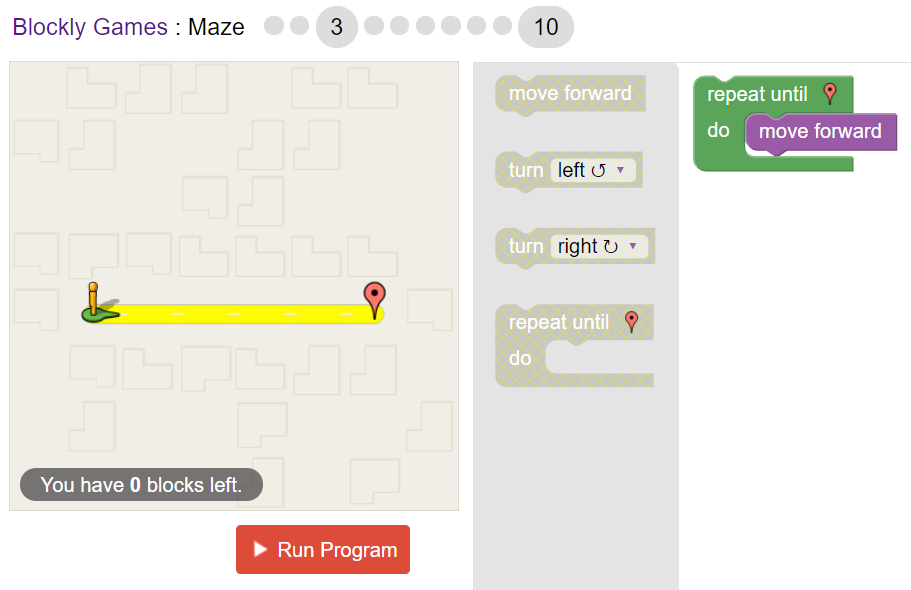 Blockly Games : Maze 3 10
move forward
turn left ↺ ▼
turn right ↻ ▼
repeat until
do
repeat until
do move forward
You have 0 blocks left.
Run Program